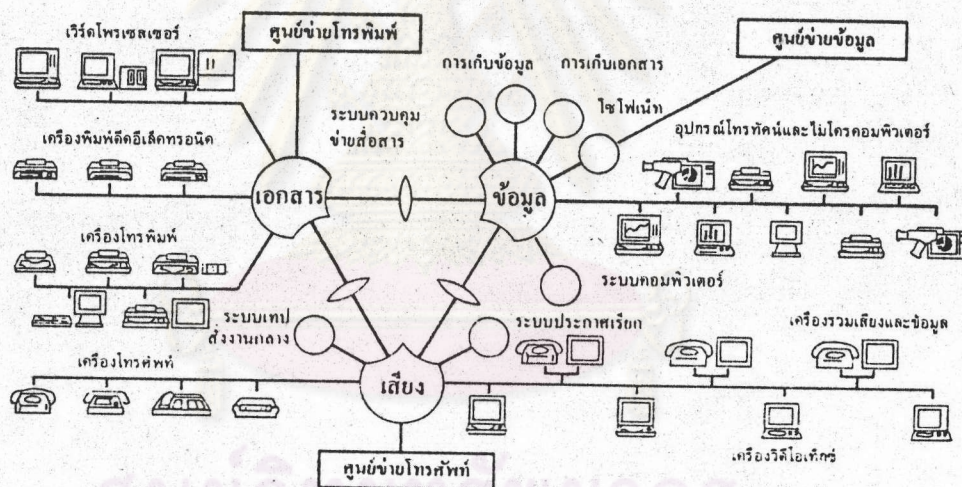 เวิร์ดโพรเซสเซอร์
ศูนย์ข่ายโทรพิมพ์
ศูนย์ข่ายข้อมูล
การเก็บข้อมูล
การเก็บเอกสาร
ไซโฟเน็ท
ระบบควบคุม
ข่ายสื่อสาร
อุปกรณ์โทรทัศน์และไมโครคอมพิวเตอร์
เครื่องพิมพ์ดีดอีเล็คทรอนิค
เอกสาร
ข้อมูล
เครื่องโทรพิมพ์
ระบบคอมพิวเตอร์
ระบบเทป
สั่งงานกลาง
ระบบประกาศเรียก
เครื่องรวมเสียงและข้อมูล
เครื่องโทรศัพท์
เสียง
เครื่องวิดีโอเท็กซ์
ศูนย์ข่ายโทรศัพท์